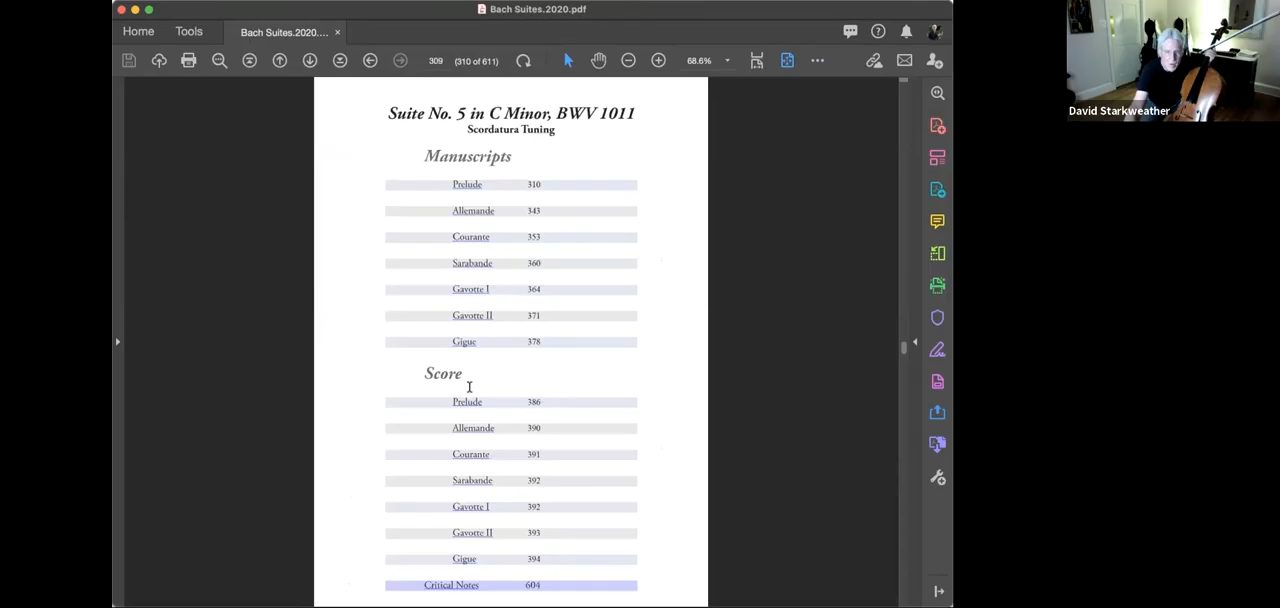 Bach Suites.2020.pdf
Home
Tools
Bach Suites.2020....
×
309
(310 of 611)
68.6%
David Starkweather
Suite No. 5 in C Minor, BWV 1011
Scordatura Tuning
Manuscripts
Prelude 310
Allemande 343
Courante 353
Sarabande 360
Gavotte I 364
Gavotte II 371
Gigue 378
Score
Prelude 386
Allemande 390
Courante 391
Sarabande 392
Gavotte I 392
Gavotte II 393
Gigue 394
Critical Notes 604